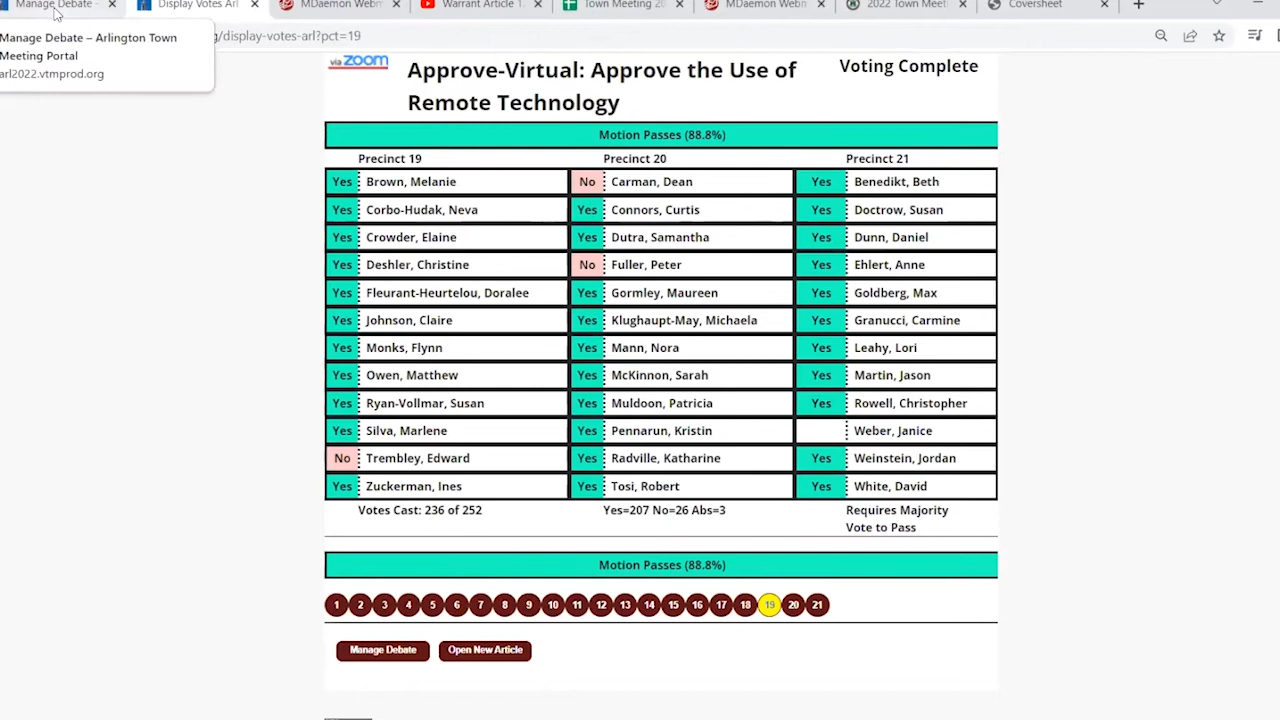 Manage Debate -
Display Votes Arl
MDaemon Webm
Warrant Article 1
Town Meeting 20
MDaemon Webm
2022 Town Meeti
Coversheet
Manage Debate – Arlington Town
Meeting Portal
arl2022.vtmprod.org
g/display-votes-arl?pct=19
via zoom
Approve-Virtual: Approve the Use of
Remote Technology
Voting Complete
Motion Passes (88.8%)
Precinct 19 Precinct 20 Precinct 21
Yes Brown, Melanie No Carman, Dean Yes Benedikt, Beth
Yes Corbo-Hudak, Neva Yes Connors, Curtis Yes Doctrow, Susan
Yes Crowder, Elaine Yes Dutra, Samantha Yes Dunn, Daniel
Yes Deshler, Christine No Fuller, Peter Yes Ehlert, Anne
Yes Fleurant-Heurtelou, Doralee Yes Gormley, Maureen Yes Goldberg, Max
Yes Johnson, Claire Yes Klughaupt-May, Michaela Yes Granucci, Carmine
Yes Monks, Flynn Yes Mann, Nora Yes Leahy, Lori
Yes Owen, Matthew Yes McKinnon, Sarah Yes Martin, Jason
Yes Ryan-Vollmar, Susan Yes Muldoon, Patricia Yes Rowell, Christopher
Yes Silva, Marlene Yes Pennarun, Kristin Weber, Janice
No Trembley, Edward Yes Radville, Katharine Yes Weinstein, Jordan
Yes Zuckerman, Ines Yes Tosi, Robert Yes White, David
Votes Cast: 236 of 252 Yes=207 No=26 Abs=3 Requires Majority
Vote to Pass
Motion Passes (88.8%)
1 2 3 4 5 6 7 8 9 10 11 12 13 14 15 16 17 18 19 20 21
Manage Debate Open New Article